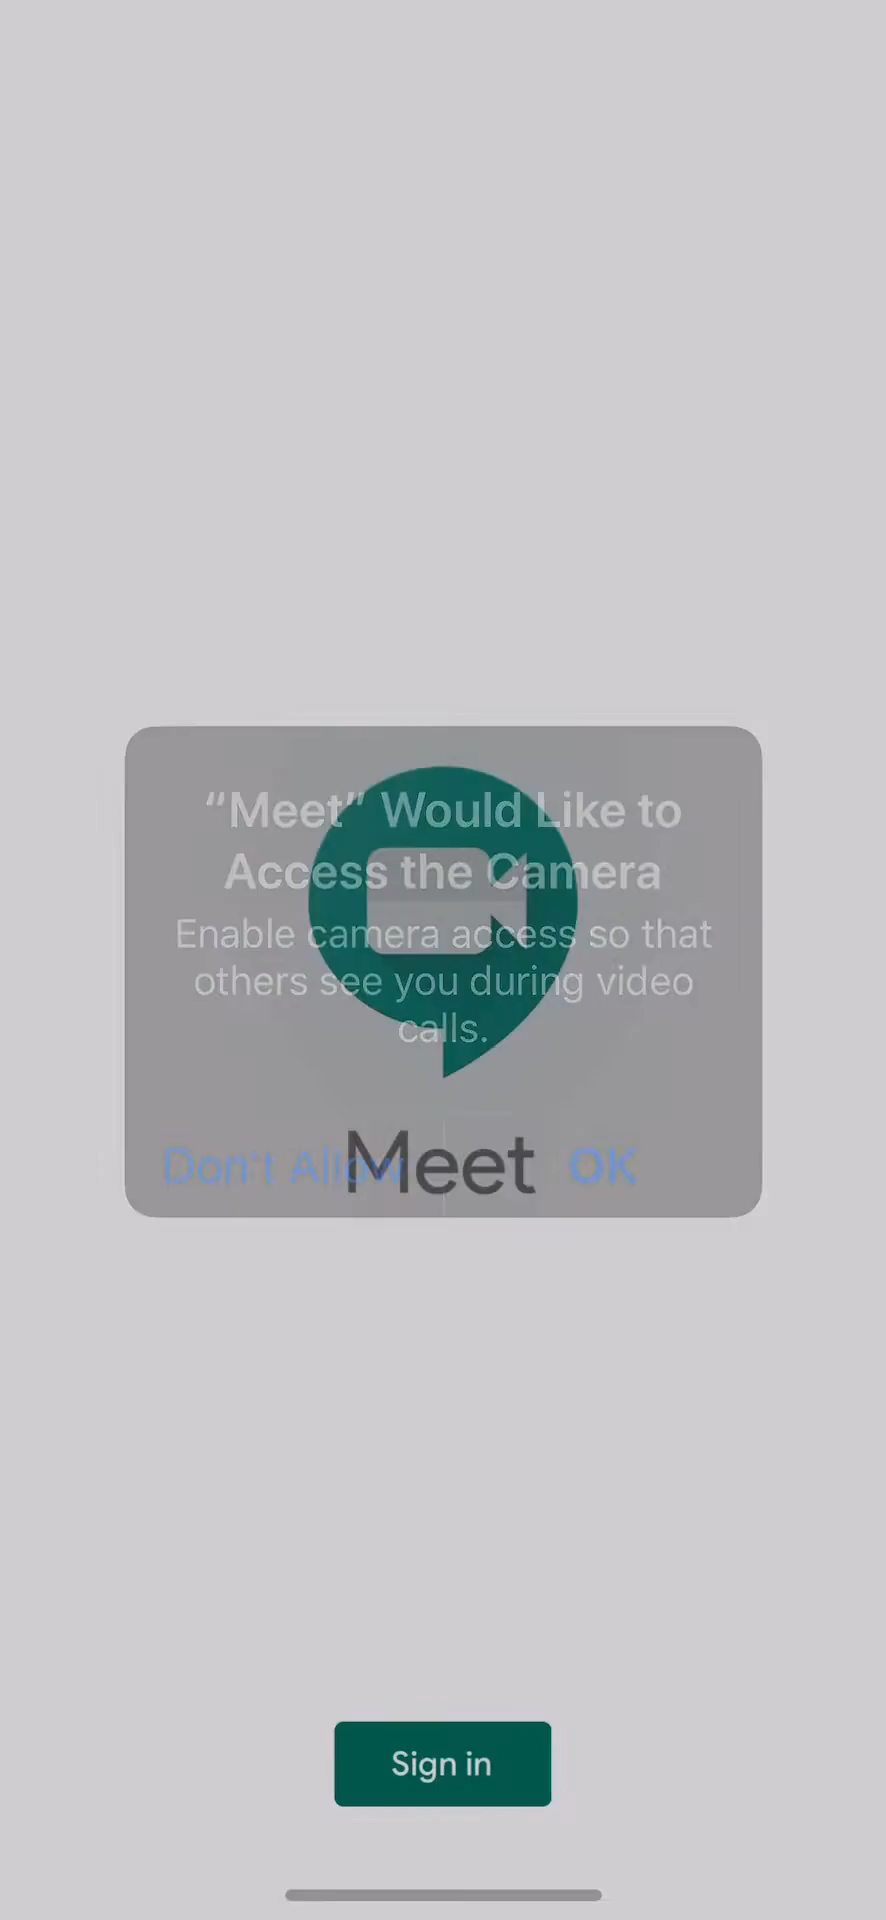 “Meet” Would Like to
Access the Camera
Enable camera access so that
others see you during video
calls.
Don't Allow
OK
Meet
Sign in